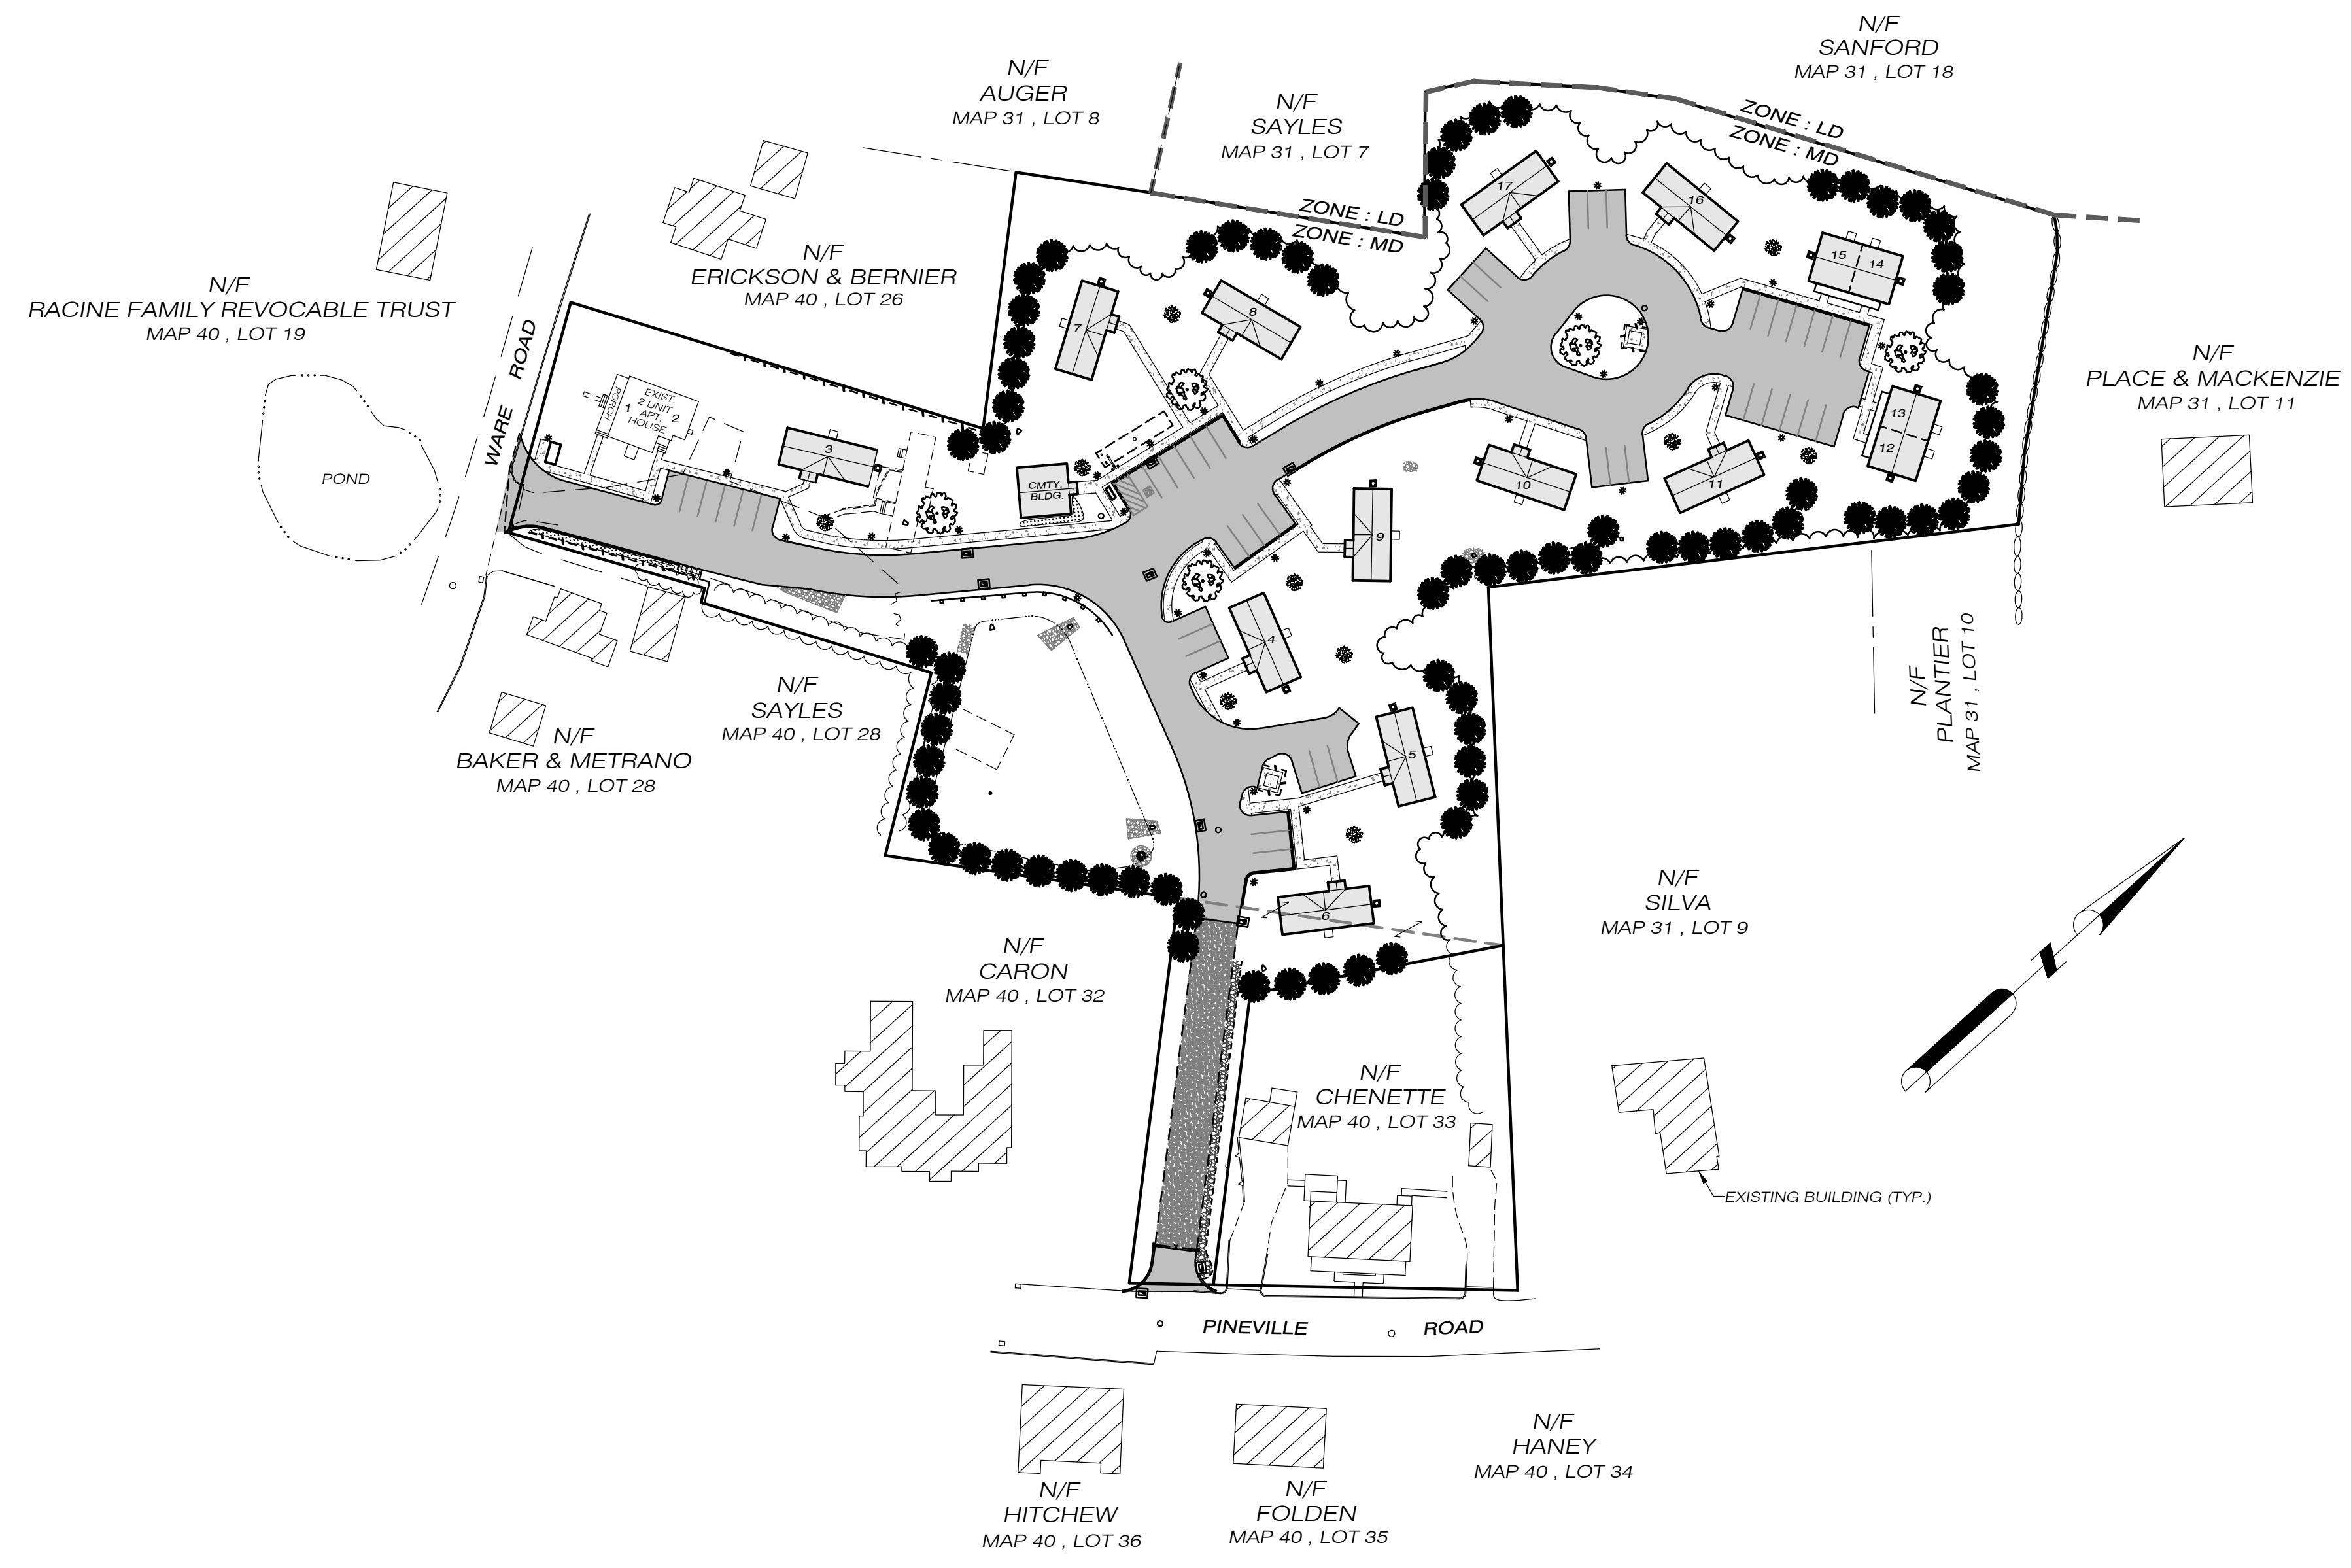 N/F
SANFORD
MAP 31 , LOT 18
N/F
AUGER
MAP 31 , LOT 8
N/F
SAYLES
MAP 31 , LOT 7
ZONE : LD
ZONE : MD
ZONE : LD
ZONE : MD
N/F
ERICKSON & BERNIER
MAP 40 , LOT 26
N/F
RACINE FAMILY REVOCABLE TRUST
MAP 40 , LOT 19
WARE ROAD
POND
PORCH
1
EXIST.
2 UNIT
APT.
HOUSE
2
3
7
8
17
16
15
14
13
12
CMTY.
BLDG.
9
10
11
4
5
6
N/F
PLACE & MACKENZIE
MAP 31 , LOT 11
N/F
PLANTIER
MAP 31 , LOT 10
N/F
SAYLES
MAP 40 , LOT 28
N/F
BAKER & METRANO
MAP 40 , LOT 28
N/F
SILVA
MAP 31 , LOT 9
N/F
CARON
MAP 40 , LOT 32
N/F
CHENETTE
MAP 40 , LOT 33
EXISTING BUILDING (TYP.)
PINEVILLE ROAD
N/F
HANEY
MAP 40 , LOT 34
N/F
HITCHEW
MAP 40 , LOT 36
N/F
FOLDEN
MAP 40 , LOT 35